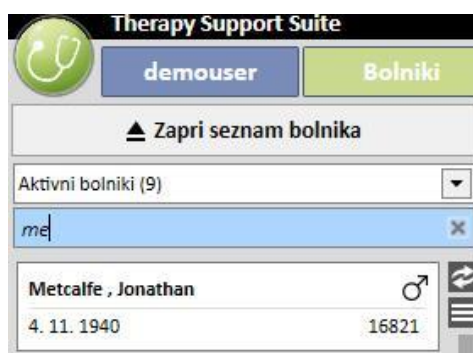 Therapy Support Suite
demouser
Bolniki
Zapri seznam bolnika
Aktivni bolniki (9)
me
Metcalfe , Jonathan
4. 11. 1940 16821